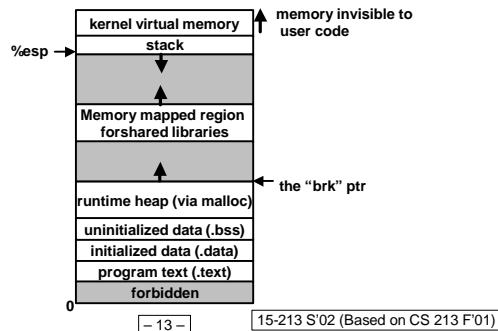 kernel virtual memory
memory invisible to
user code
stack
%esp
Memory mapped region
forshared libraries
the “brk” ptr
runtime heap (via malloc)
uninitialized data (.bss)
initialized data (.data)
program text (.text)
forbidden
0
– 13 –
15-213 S'02 (Based on CS 213 F'01)